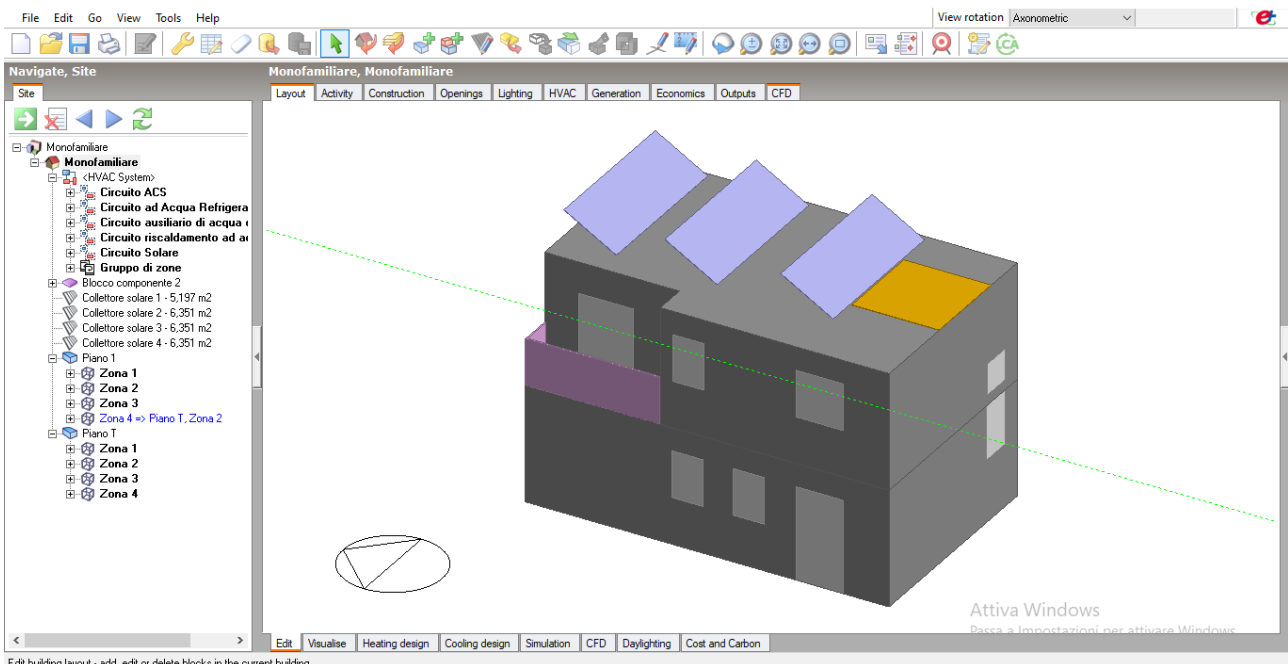 File Edit Go View Tools Help
View rotation Axonometric
LCA
Navigate, Site
Monofamiliare, Monofamiliare
Site
Layout Activity Construction Openings Lighting HVAC Generation Economics Outputs CFD
Monofamiliare
Monofamiliare
<HVAC System>
Circuito ACS
Circuito ad Acqua Refrigera
Circuito ausiliario di acqua
Circuito riscaldamento ad a
Circuito Solare
Gruppo di zone
Blocco componente 2
Collettore solare 1 - 5,197 m2
Collettore solare 2 - 6,351 m2
Collettore solare 3 - 6,351 m2
Collettore solare 4 - 6,351 m2
Piano 1
Zona 1
Zona 2
Zona 3
Zona 4 => Piano T, Zona 2
Piano T
Zona 1
Zona 2
Zona 3
Zona 4
Attiva Windows
Passa a Impostazioni per attivare Windows.
Edit Visualise Heating design Cooling design Simulation CFD Daylighting Cost and Carbon
Edit building layout - add, edit or delete blocks in the current building